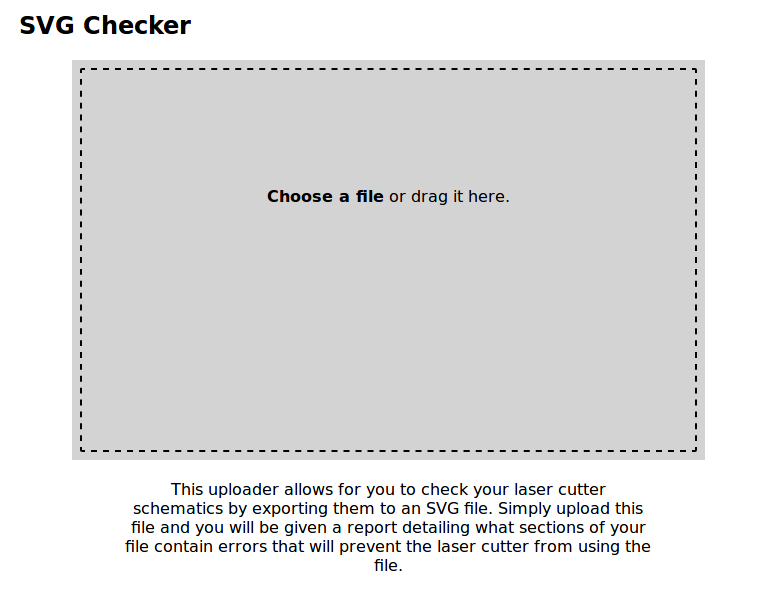 SVG Checker
Choose a file or drag it here.
This uploader allows for you to check your laser cutter
schematics by exporting them to an SVG file. Simply upload this
file and you will be given a report detailing what sections of your
file contain errors that will prevent the laser cutter from using the
file.